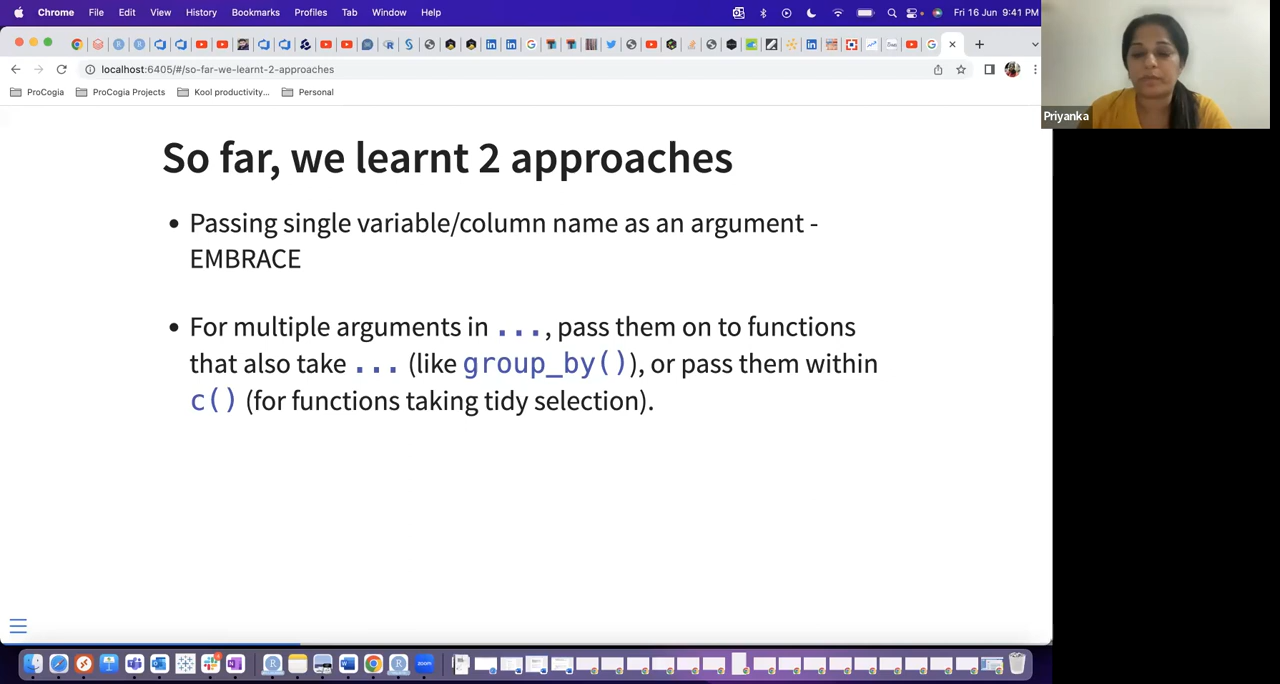 Chrome File Edit View History Bookmarks Profiles Tab Window Help Fri 16 Jun 9:41 PM
localhost:6405/#/so-far-we-learnt-2-approaches
ProCogia ProCogia Projects Kool productivity... Personal
Priyanka
So far, we learnt 2 approaches
• Passing single variable/column name as an argument -
EMBRACE
• For multiple arguments in ..., pass them on to functions
that also take ... (like group_by()), or pass them within
c() (for functions taking tidy selection).